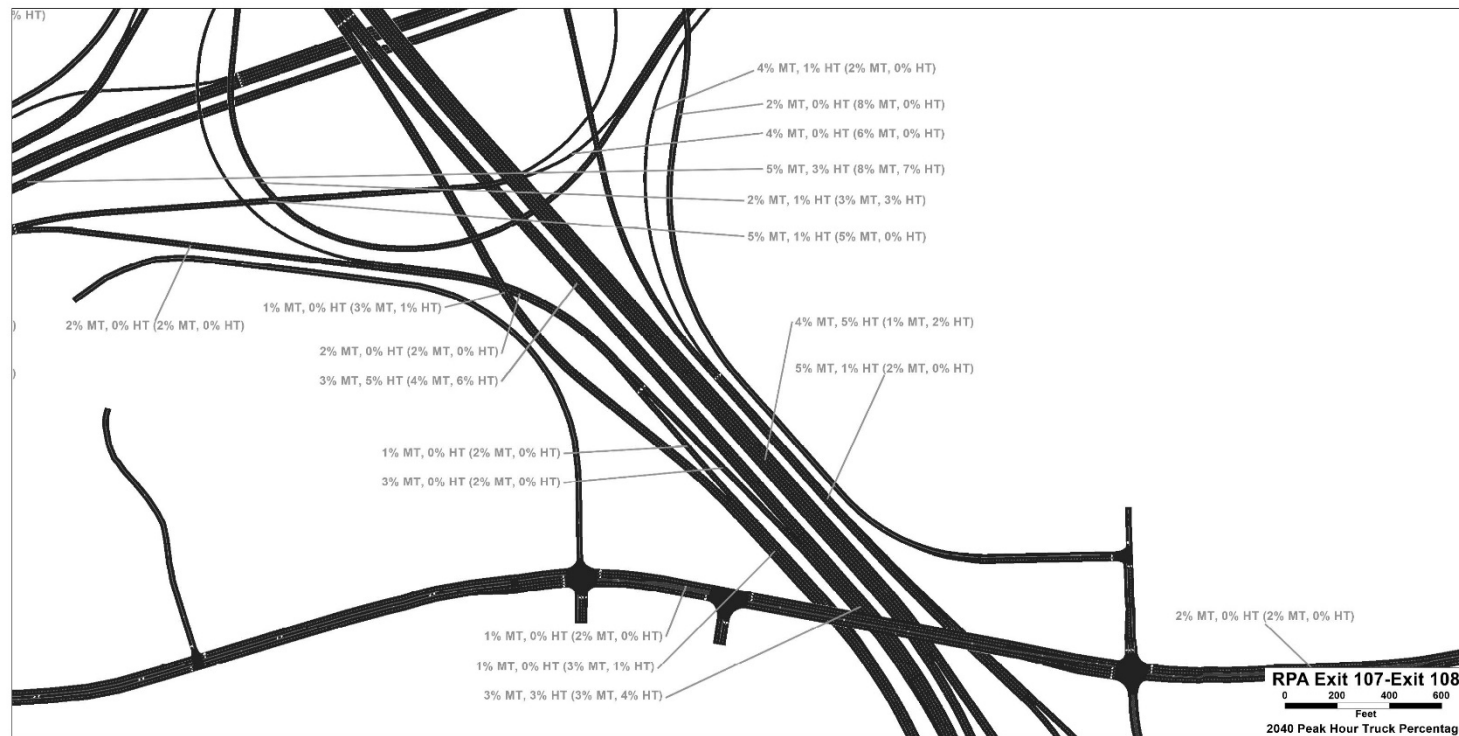 % HT)
4% MT, 1% HT (2% MT, 0% HT)
2% MT, 0% HT (8% MT, 0% HT)
4% MT, 0% HT (6% MT, 0% HT)
5% MT, 3% HT (8% MT, 7% HT)
2% MT, 1% HT (3% MT, 3% HT)
5% MT, 1% HT (5% MT, 0% HT)
1% MT, 0% HT (3% MT, 1% HT)
2% MT, 0% HT (2% MT, 0% HT)
)
4% MT, 5% HT (1% MT, 2% HT)
2% MT, 0% HT (2% MT, 0% HT)
5% MT, 1% HT (2% MT, 0% HT)
)
3% MT, 5% HT (4% MT, 6% HT)
1% MT, 0% HT (2% MT, 0% HT)
3% MT, 0% HT (2% MT, 0% HT)
2% MT, 0% HT (2% MT, 0% HT)
1% MT, 0% HT (2% MT, 0% HT)
1% MT, 0% HT (3% MT, 1% HT)
3% MT, 3% HT (3% MT, 4% HT)
RPA Exit 107-Exit 108
0 200 400 600
Feet
2040 Peak Hour Truck Percentag